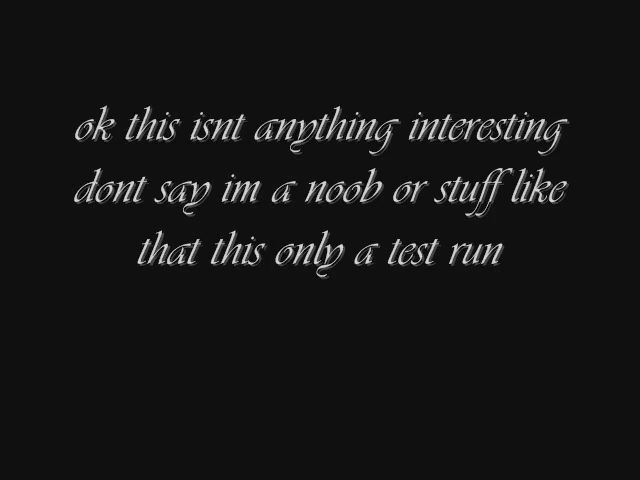 ok this isnt anything interesting
dont say im a noob or stuff like
that this only a test run